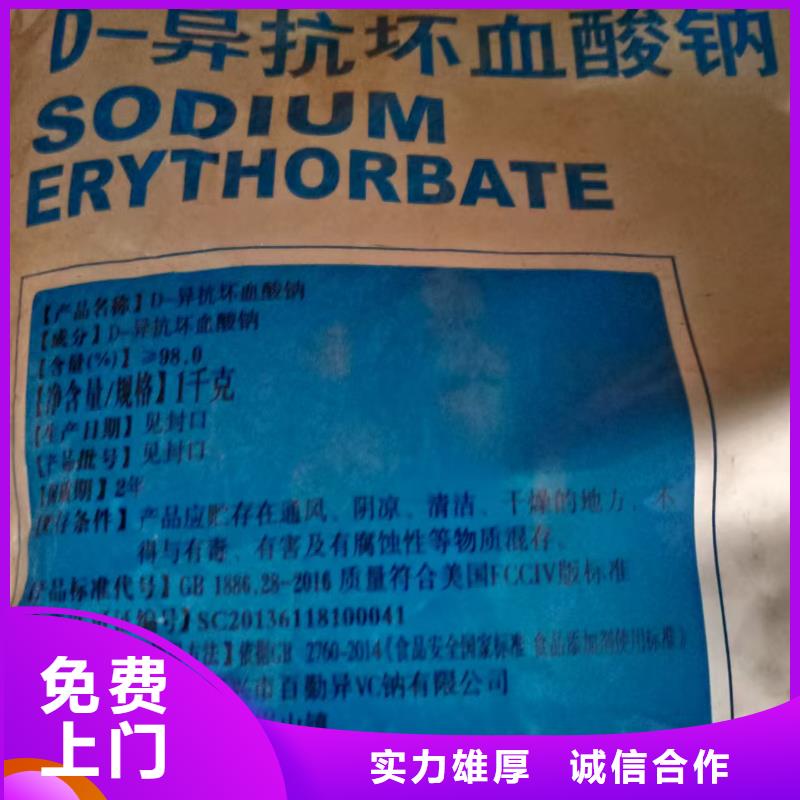 D-异抗坏血酸钠
SODIUM
ERYTHORBATE
【产品名称】D-异抗坏血酸钠
【成分】D-异抗坏血酸钠
【含量(%)】≥98.0
【净含量/规格】1千克
【生产日期】见封口
【产品批号】见封口
期】2年
存条件】产品应贮存在通风、阴凉、清洁、干燥的地方,不
得与有毒、有害及有腐蚀性等物质混存。
产品标准代号】GB 1886.28-2016 质量符合美国FCCIV版标准
编号】SC20136118100041
方法】依据GB 2760-2014《食品安全国家标准 食品添加剂使用标准》
兴市百勤异VC钠有限公司
山镇
免费
上门
实力雄厚 诚信合作